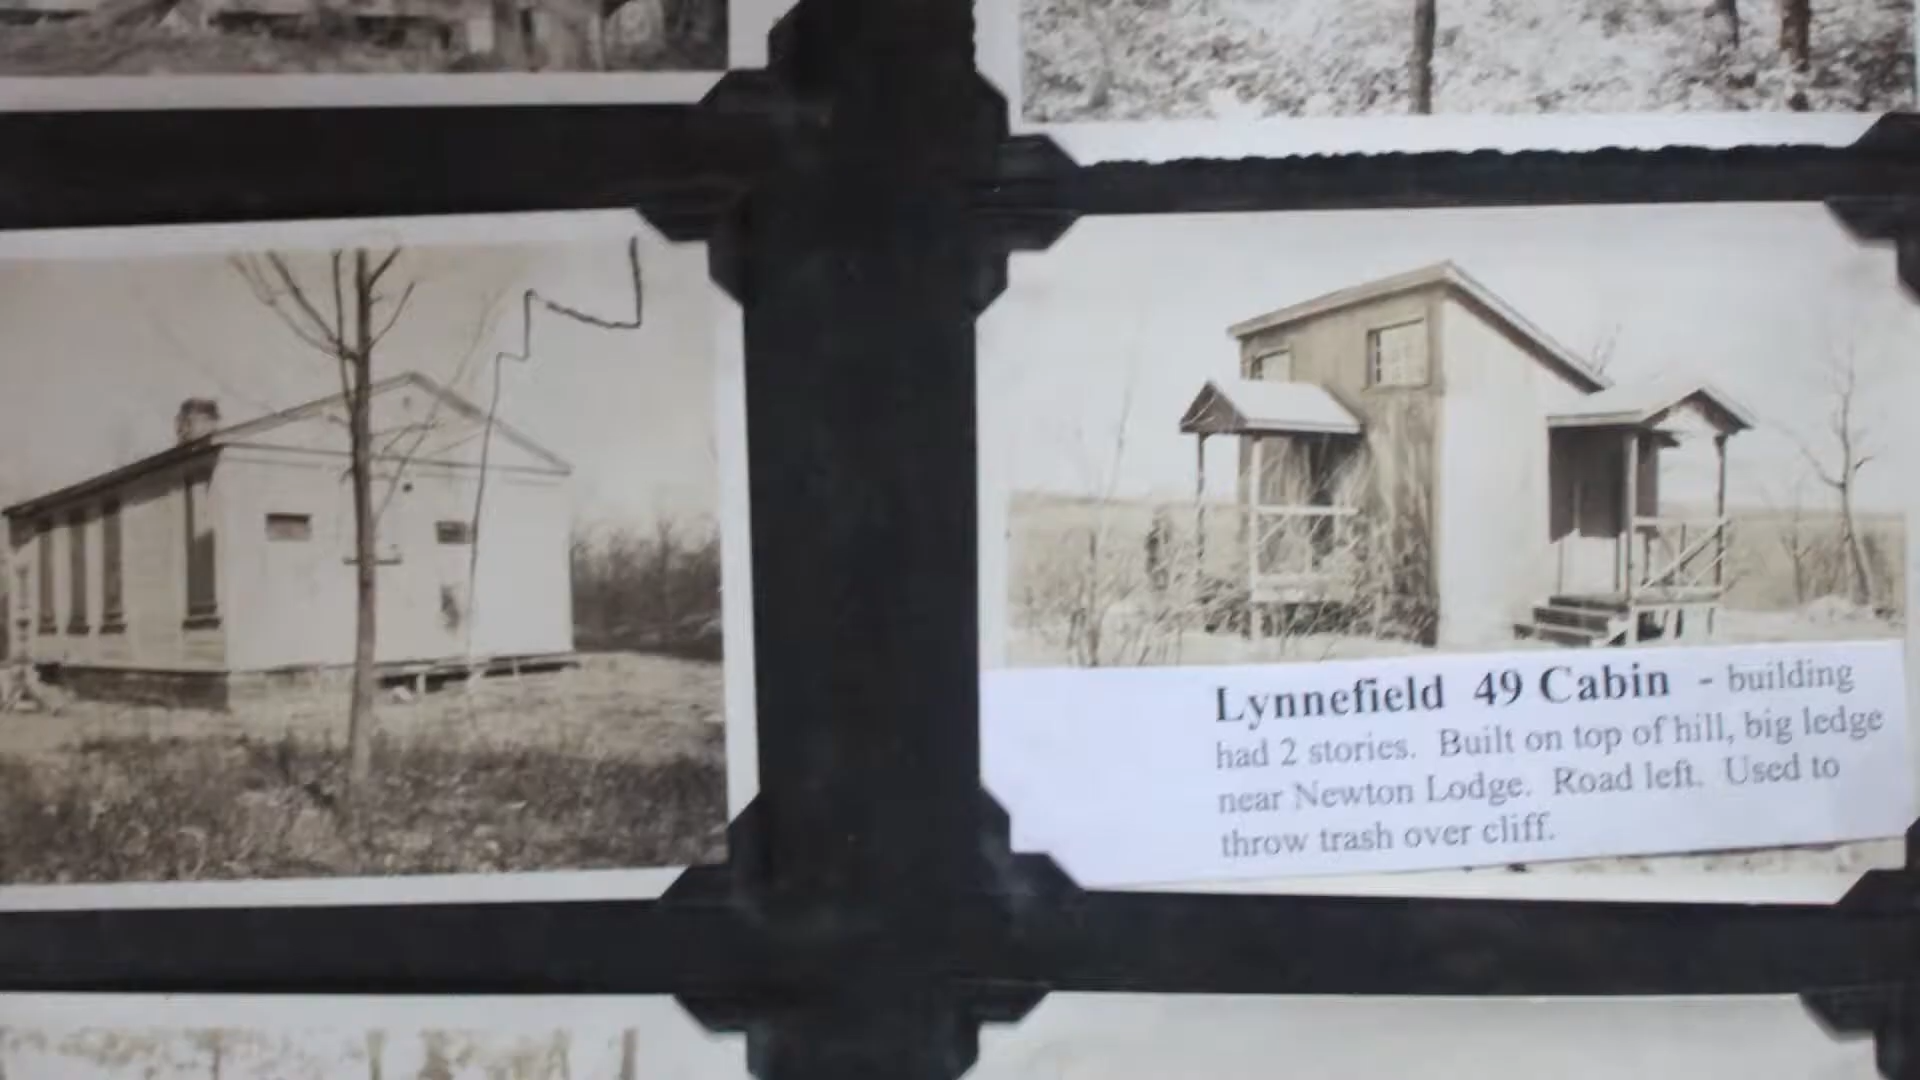 Lynnefield 49 Cabin - building
had 2 stories. Built on top of hill, big ledge
near Newton Lodge. Road left. Used to
throw trash over cliff.